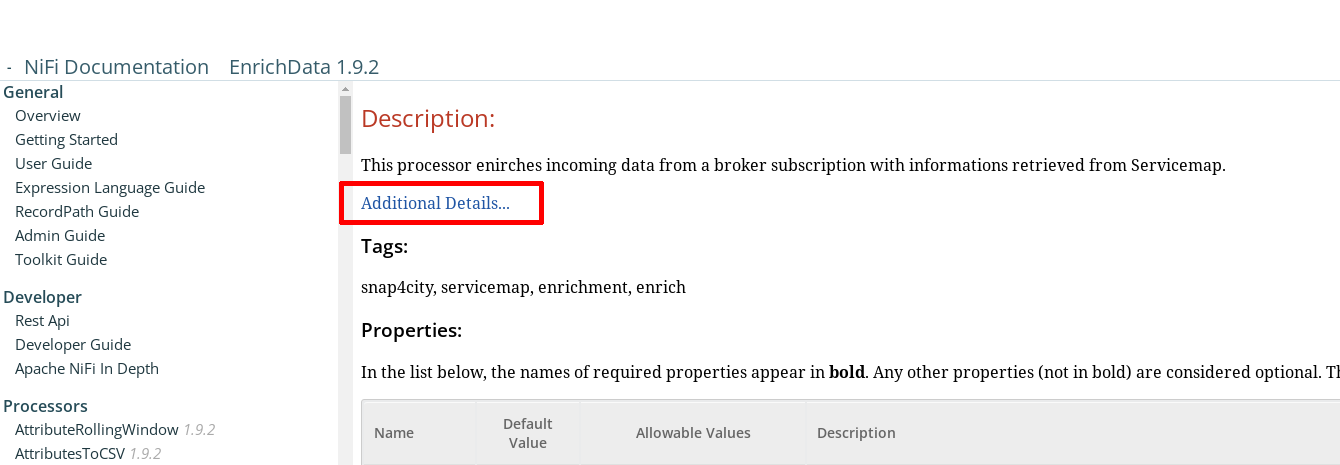 - NiFi Documentation EnrichData 1.9.2
General
Overview
Getting Started
User Guide
Expression Language Guide
RecordPath Guide
Admin Guide
Toolkit Guide
Developer
Rest Api
Developer Guide
Apache NiFi In Depth
Processors
AttributeRollingWindow 1.9.2
AttributesToCSV 1.9.2
Description:
This processor enirches incoming data from a broker subscription with informations retrieved from Servicemap.
Additional Details...
Tags:
snap4city, servicemap, enrichment, enrich
Properties:
In the list below, the names of required properties appear in bold. Any other properties (not in bold) are considered optional.
Name
Default
Value
Allowable Values
Description